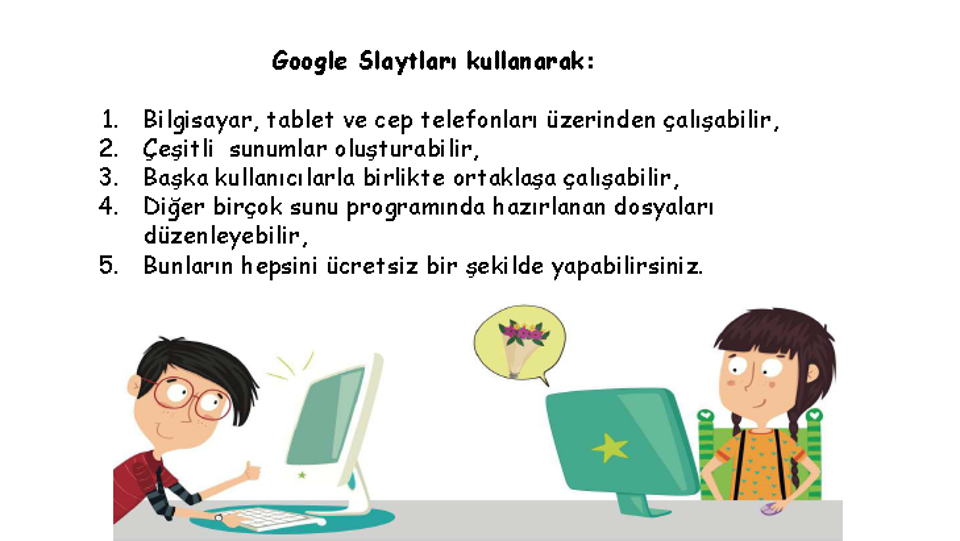 Google Slaytları kullanarak:
1. Bilgisayar, tablet ve cep telefonları üzerinden çalışabilir,
2. Çeşitli sunumlar oluşturabilir,
3. Başka kullanıcılarla birlikte ortaklaşa çalışabilir,
4. Diğer birçok sunu programında hazırlanan dosyaları
düzenleyebilir,
5. Bunların hepsini ücretsiz bir şekilde yapabilirsiniz.